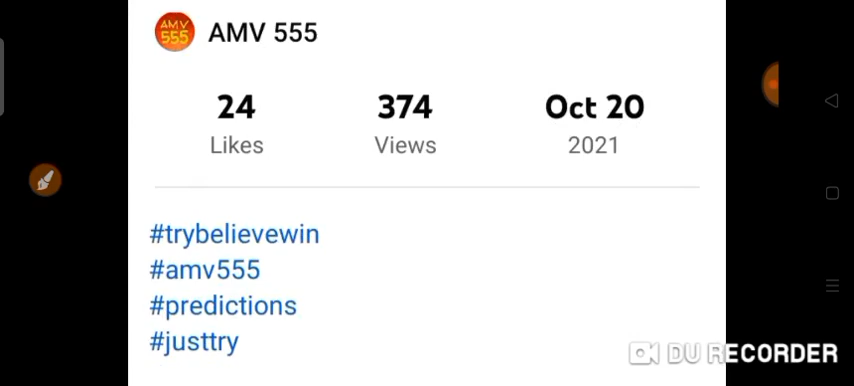 AMV 555
AMV 555
24 374 Oct 20
Likes Views 2021
#trybelievewin
#amv555
#predictions
#justtry
DU RECORDER